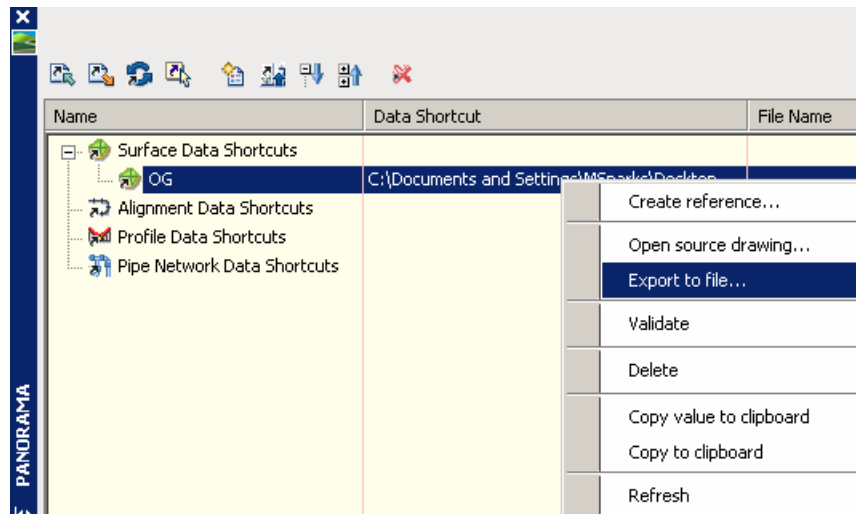 Name Data Shortcut File Name
Surface Data Shortcuts
OG C:\Documents and Settings\MSparks\Desktop
Create reference...
Alignment Data Shortcuts
Open source drawing...
Profile Data Shortcuts
Pipe Network Data Shortcuts
Export to file...
Validate
Delete
Copy value to clipboard
Copy to clipboard
Refresh
PANORAMA